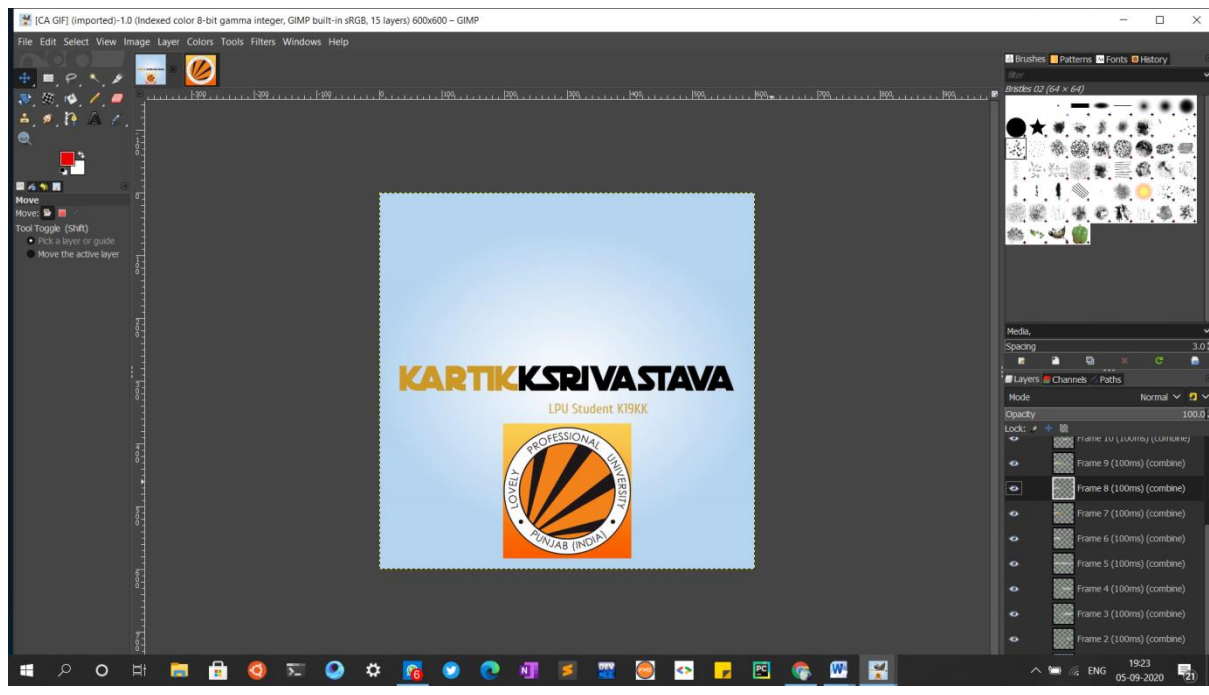 [CA GIF] (imported)-1.0 (Indexed color 8-bit gamma integer, GIMP built-in sRGB, 15 layers) 600x600 – GIMP
File Edit Select View Image Layer Colors Tools Filters Windows Help
Brushes Patterns Fonts History
filter
Bristles 02 (64 × 64)
Move
Move:
Tool Toggle (Shift)
Pick a layer or guide
Move the active layer
KARTIKKSRIVASTAVA
LPU Student K19KK
LOVELY PROFESSIONAL UNIVERSITY
PUNJAB (INDIA)
Media,
Spacing 3.0
Layers Channels Paths
Mode Normal
Opacity 100.0
Lock:
Frame 10 (100ms) (combine)
Frame 9 (100ms) (combine)
Frame 8 (100ms) (combine)
Frame 7 (100ms) (combine)
Frame 6 (100ms) (combine)
Frame 5 (100ms) (combine)
Frame 4 (100ms) (combine)
Frame 3 (100ms) (combine)
Frame 2 (100ms) (combine)
ENG
19:23
05-09-2020
21